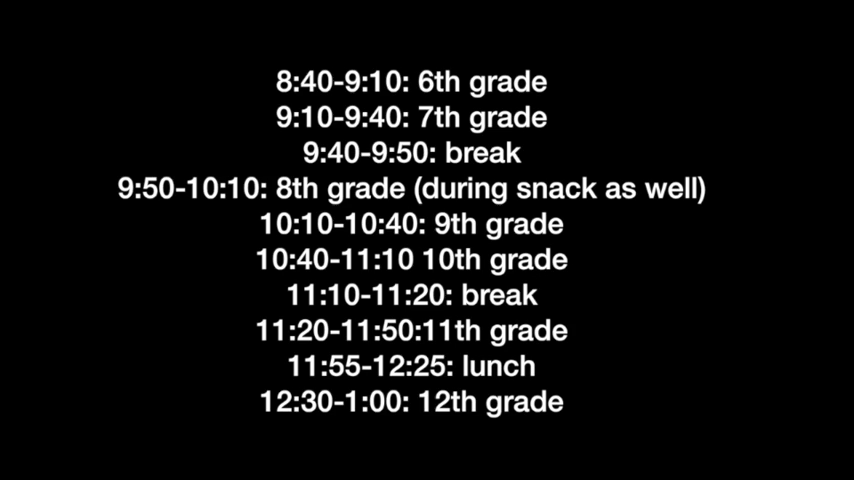 8:40-9:10: 6th grade
9:10-9:40: 7th grade
9:40-9:50: break
9:50-10:10: 8th grade (during snack as well)
10:10-10:40: 9th grade
10:40-11:10 10th grade
11:10-11:20: break
11:20-11:50:11th grade
11:55-12:25: lunch
12:30-1:00: 12th grade